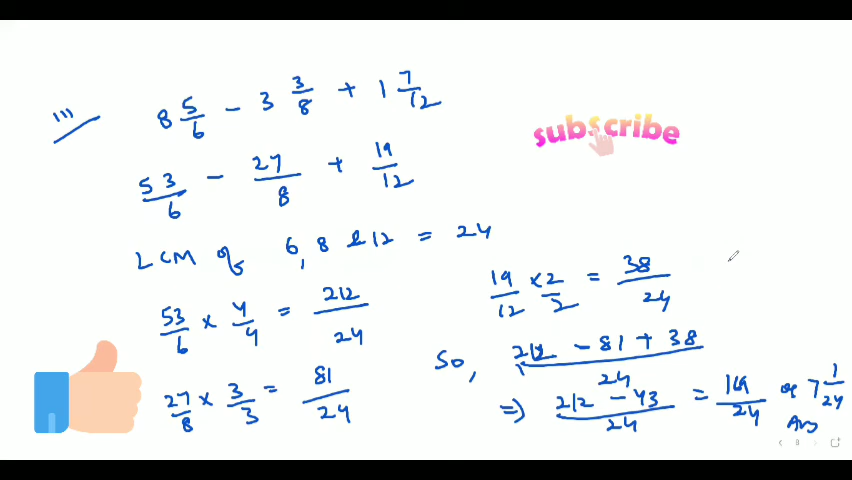 III
8 5/6 - 3 3/8 + 1 7/12
53/6 - 27/8 + 19/12
LCM of 6, 8 & 12 = 24
53/6 × 4/4 = 212/24
27/8 × 3/3 = 81/24
subscribe
19/12 × 2/2 = 38/24
So, (212 - 81 + 38)/24
=> (212 - 43)/24 = 169/24 or 7 1/24
Ans
8